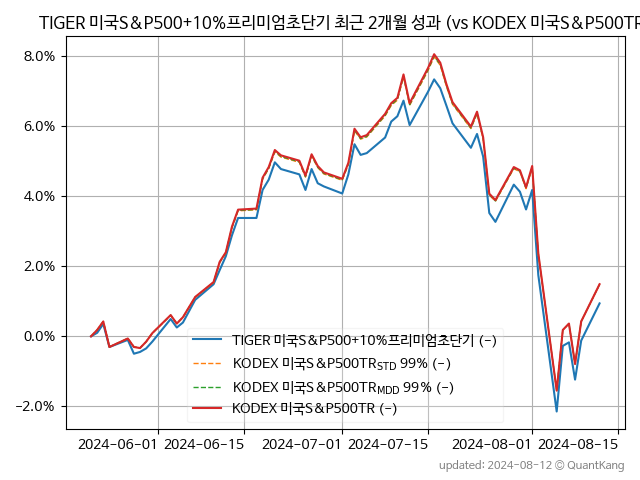 TIGER 미국S&P500+10%프리미엄초단기 최근 2개월 성과 (vs KODEX 미국S&P500TR
8.0%
6.0%
4.0%
2.0%
0.0%
−2.0%
TIGER 미국S&P500+10%프리미엄초단기 (-)
KODEX 미국S&P500TR_STD 99% (-)
KODEX 미국S&P500TR_MDD 99% (-)
KODEX 미국S&P500TR (-)
2024-06-01 2024-06-15 2024-07-01 2024-07-15 2024-08-01 2024-08-15
updated: 2024-08-12 © QuantKang